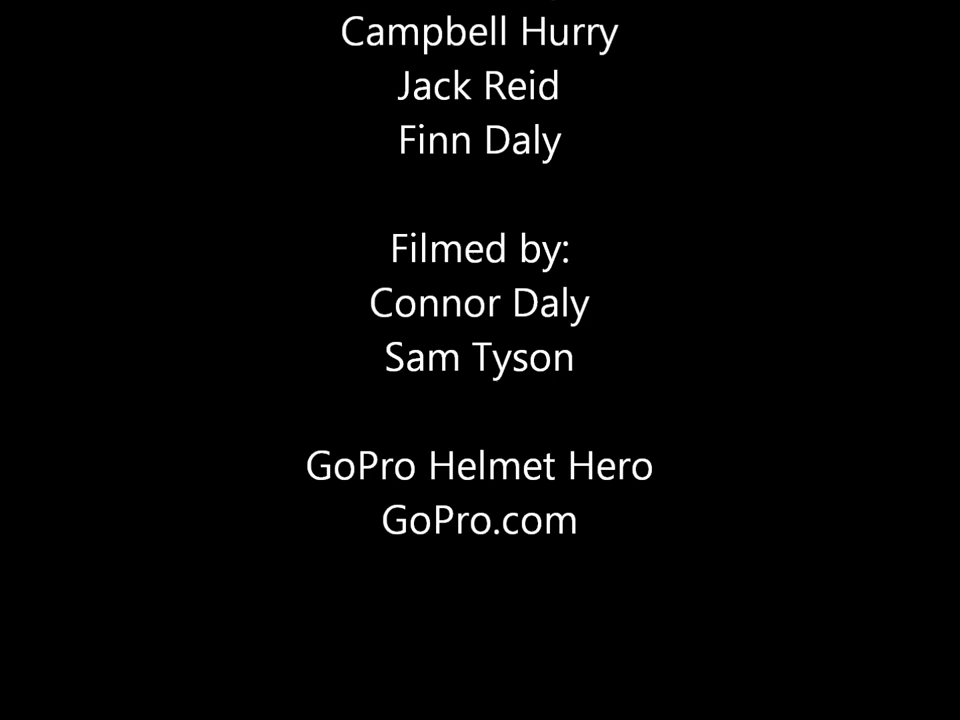 Campbell Hurry
Jack Reid
Finn Daly
Filmed by:
Connor Daly
Sam Tyson
GoPro Helmet Hero
GoPro.com